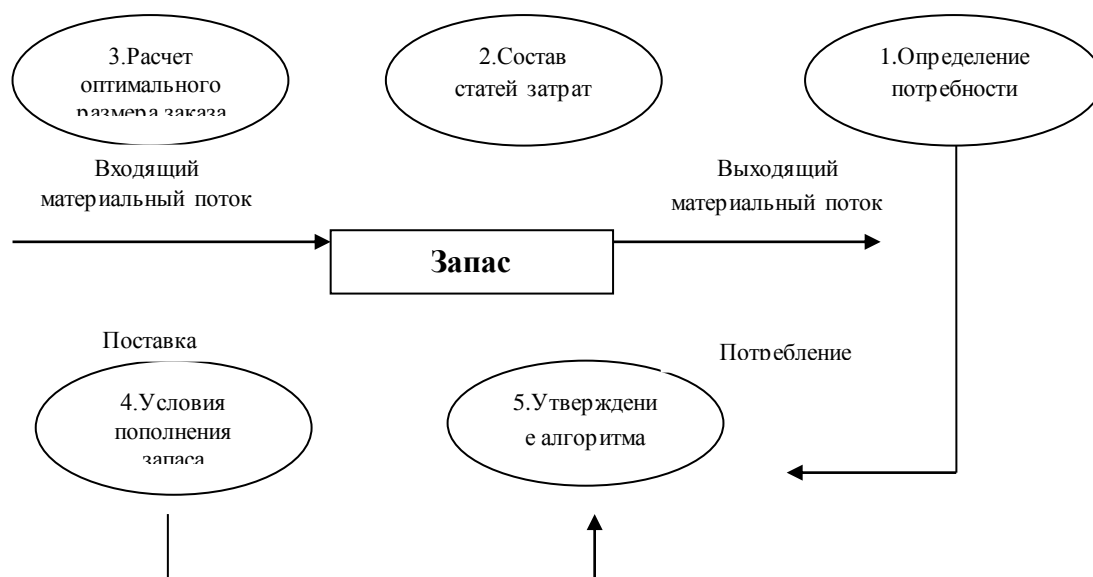 3.Расчет
оптимального
размера заказа
2.Состав
статей затрат
1.Определение
потребности
Входящий
материальный поток
Выходящий
материальный поток
Запас
Поставка
Потребление
4.Условия
пополнения
запаса
5.Утверждени
е алгоритма